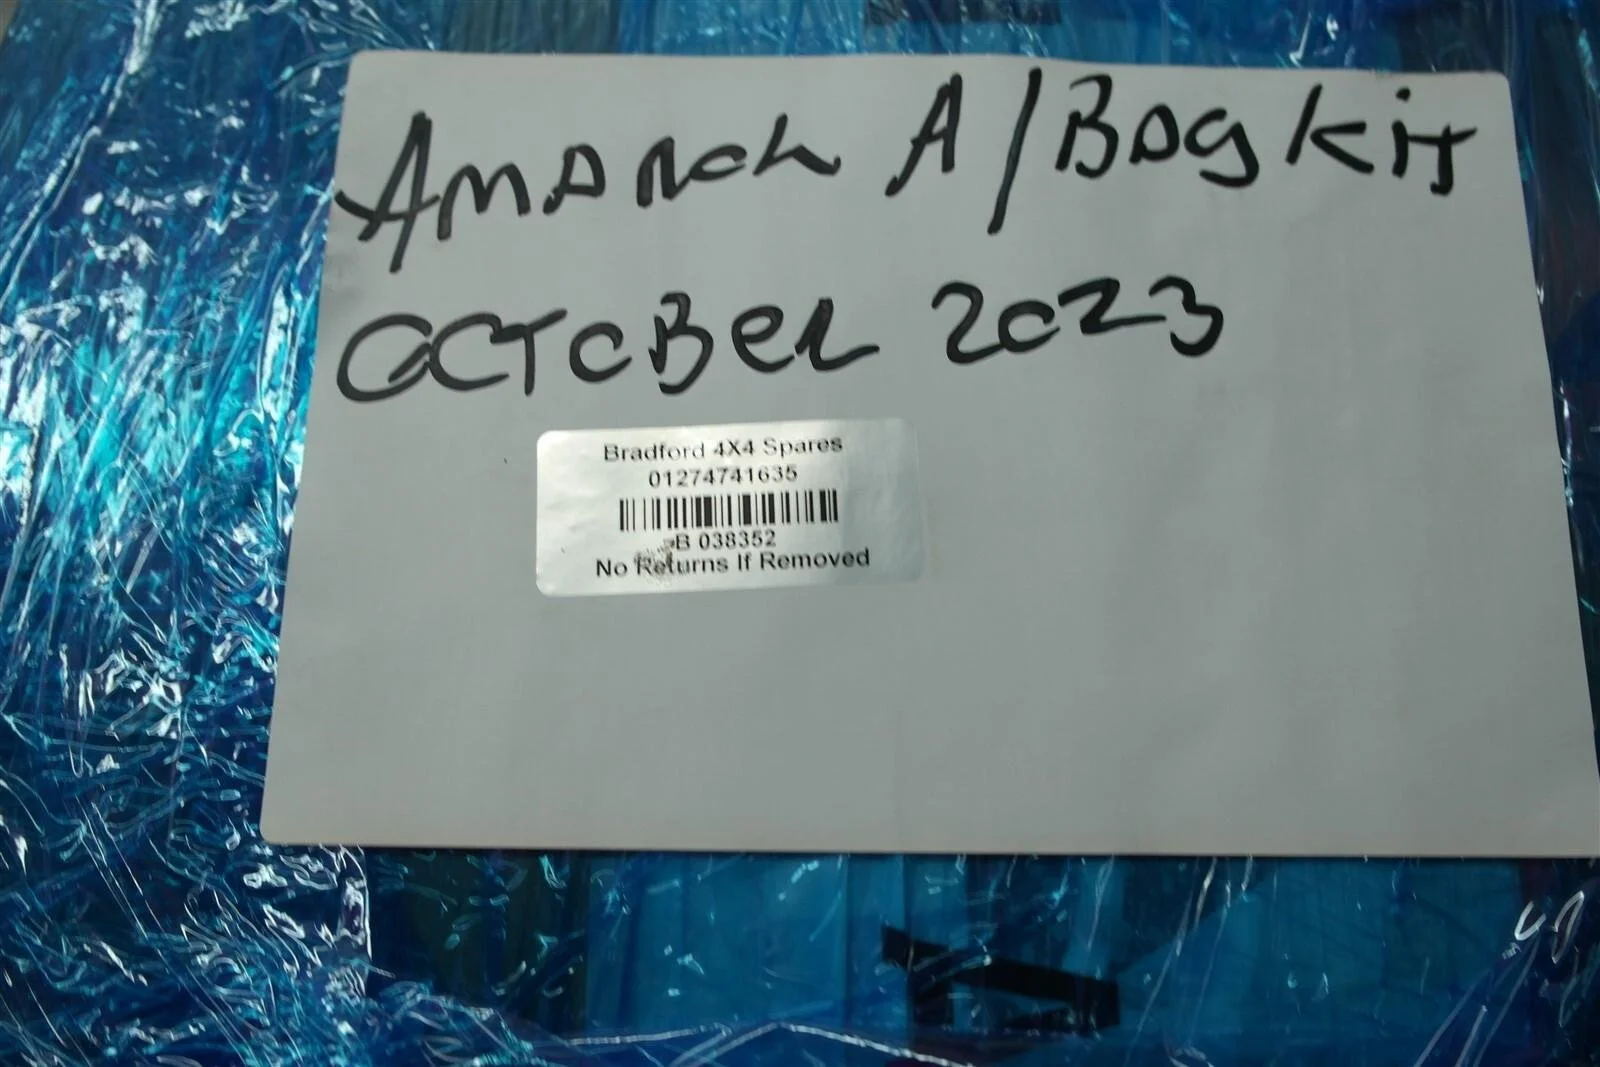 AMAROK A/BAG KIT
OCTOBER 2023
Bradford 4X4 Spares
01274741635
B 038352
No Returns If Removed